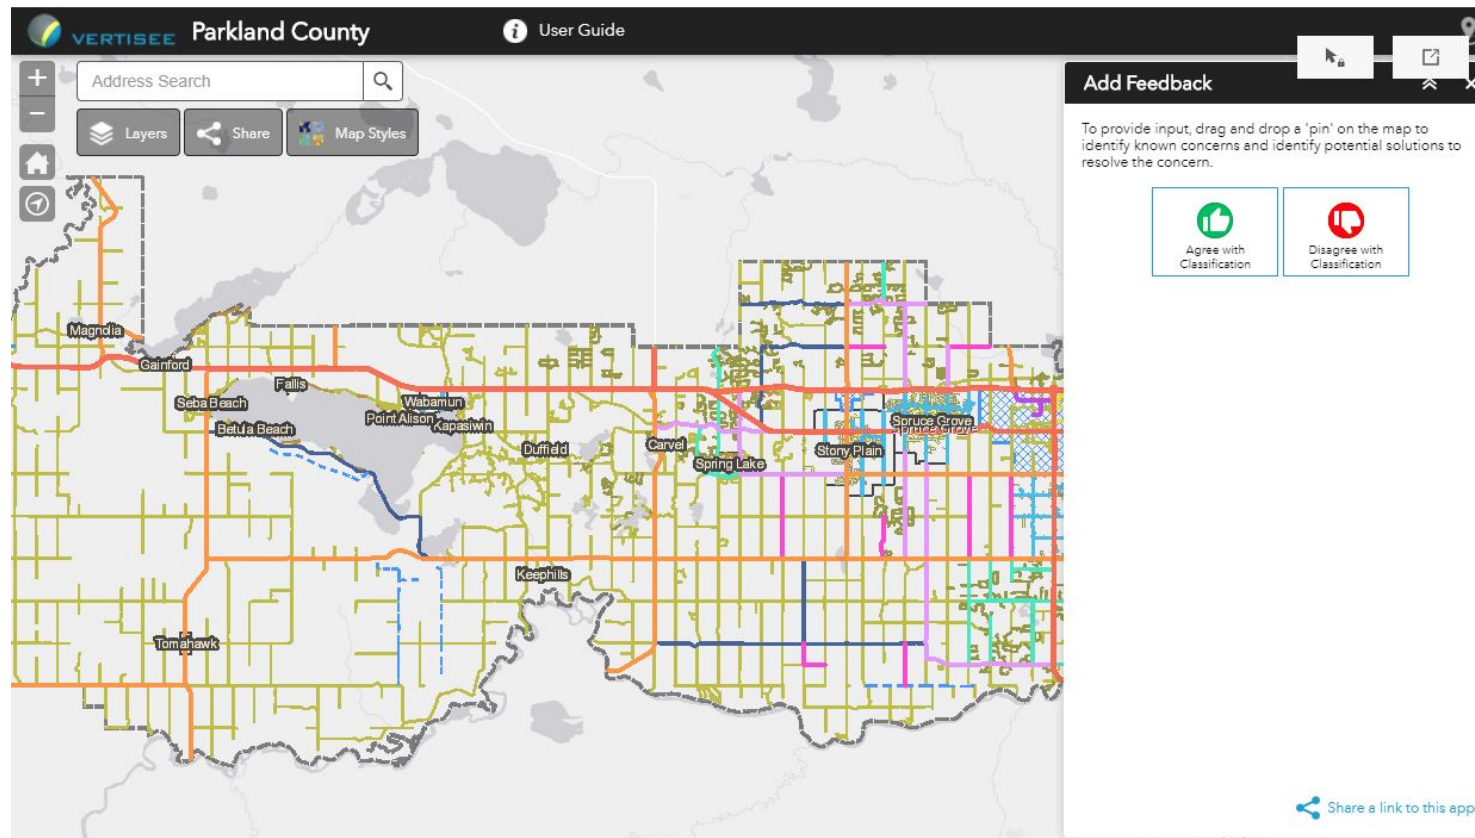 VERTISEE Parkland County
User Guide
Address Search
Layers
Share
Map Styles
Add Feedback
To provide input, drag and drop a 'pin' on the map to
identify known concerns and identify potential solutions to
resolve the concern.
Agree with
Classification
Disagree with
Classification
Magnolia
Gainford
Fallis
Seba Beach
Wabamun
Point Alison
Kapasiwin
Betula Beach
Duffield
Carvel
Spring Lake
Stony Plain
Spruce Grove
Spruce Grove
Keephills
Tomahawk
Share a link to this app